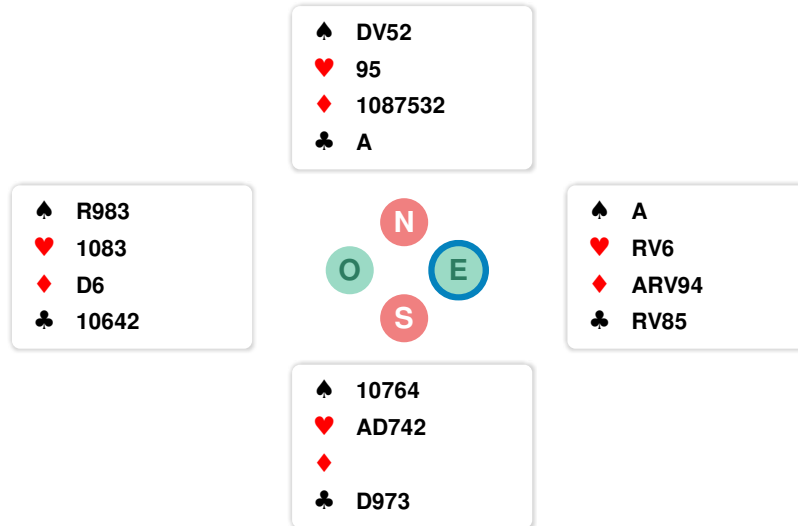 ♠ DV52
♥ 95
♦ 1087532
♣ A
♠ R983
♥ 1083
♦ D6
♣ 10642
N
O
E
S
♠ A
♥ RV6
♦ ARV94
♣ RV85
♠ 10764
♥ AD742
♦
♣ D973